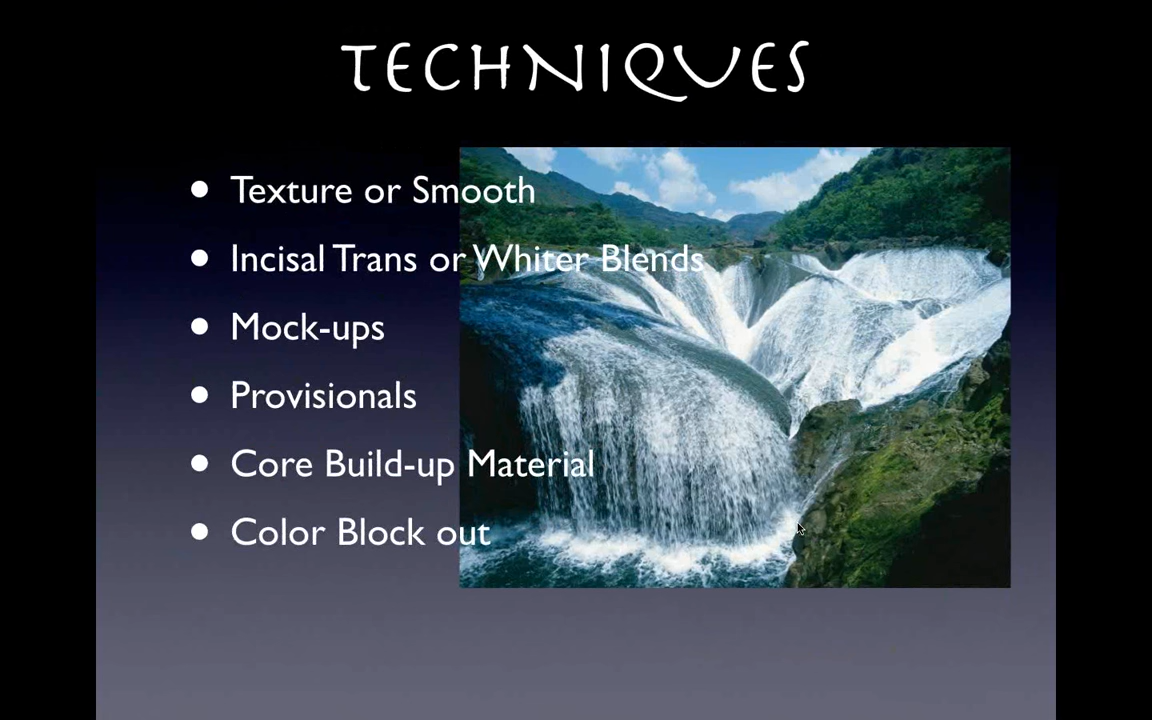 TECHNIQUES
• Texture or Smooth
• Incisal Trans or Whiter Blends
• Mock-ups
• Provisionals
• Core Build-up Material
• Color Block out